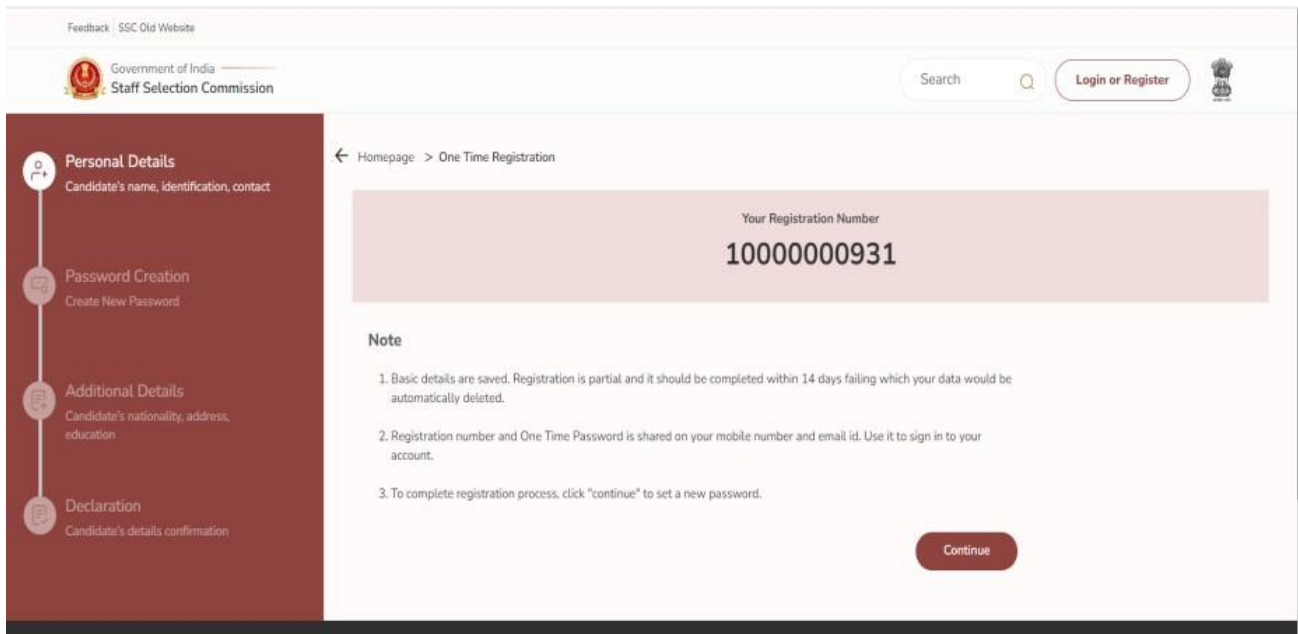 Feedback SSC Old Website
Government of India
Staff Selection Commission
Search
Login or Register
Personal Details
Candidate's name, identification, contact
Password Creation
Create New Password
Additional Details
Candidate's nationality, address,
education
Declaration
Candidate's details confirmation
Homepage > One Time Registration
Your Registration Number
10000000931
Note
1. Basic details are saved. Registration is partial and it should be completed within 14 days failing which your data would be
automatically deleted.
2. Registration number and One Time Password is shared on your mobile number and email id. Use it to sign in to your
account.
3. To complete registration process, click "continue" to set a new password.
Continue